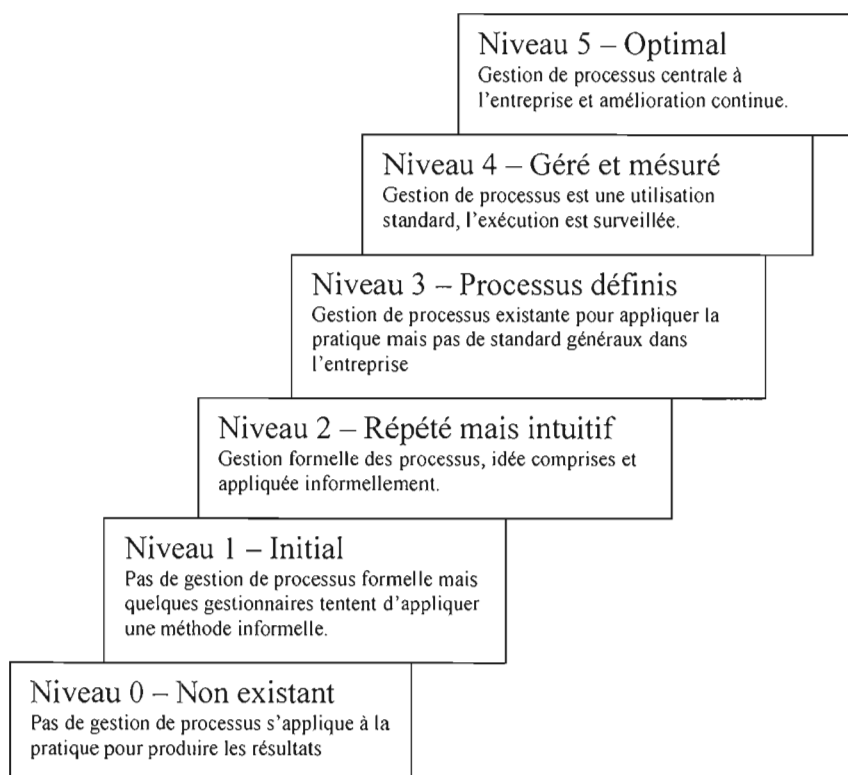 Niveau 5 – Optimal
Gestion de processus centrale à
l'entreprise et amélioration continue.
Niveau 4 – Géré et mésuré
Gestion de processus est une utilisation
standard, l'exécution est surveillée.
Niveau 3 – Processus définis
Gestion de processus existante pour appliquer la
pratique mais pas de standard généraux dans
l'entreprise
Niveau 2 – Répété mais intuitif
Gestion formelle des processus, idée comprises et
appliquée informellement.
Niveau 1 – Initial
Pas de gestion de processus formelle mais
quelques gestionnaires tentent d'appliquer
une méthode informelle.
Niveau 0 – Non existant
Pas de gestion de processus s'applique à la
pratique pour produire les résultats